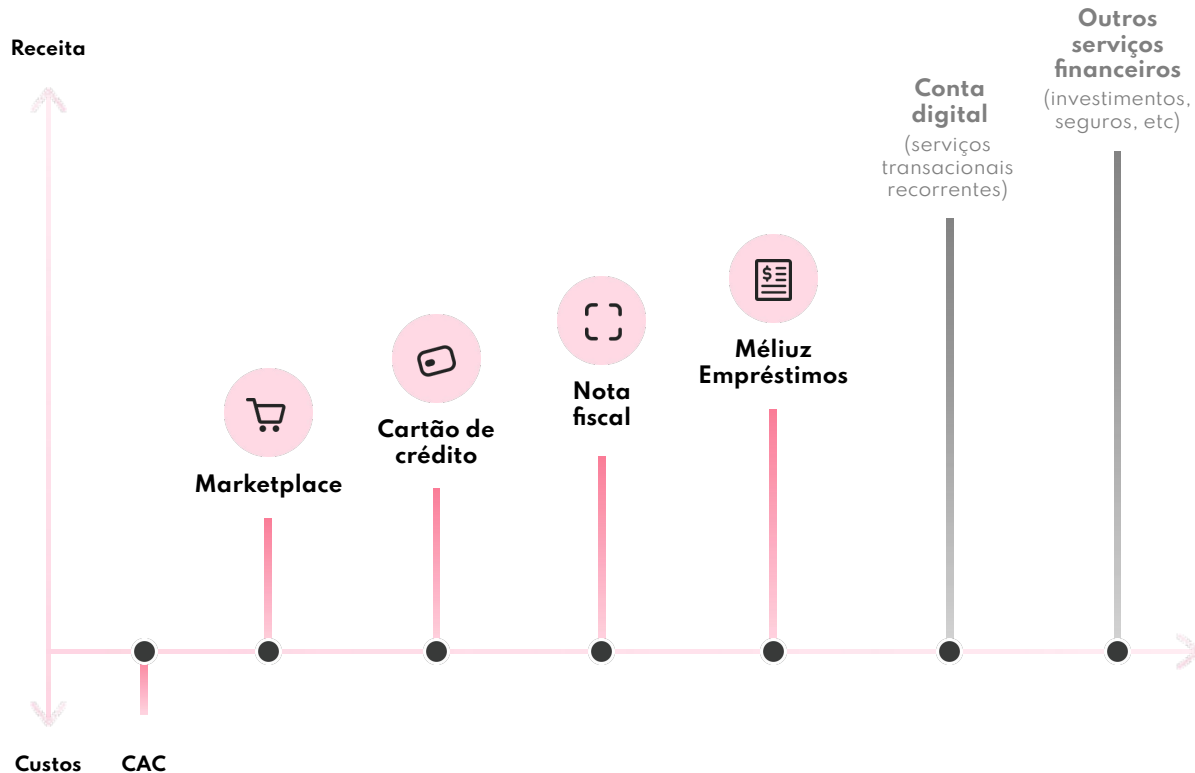 Receita
Marketplace
Cartão de
crédito
Nota
fiscal
$
Méliuz
Empréstimos
Conta
digital
(serviços
transacionais
recorrentes)
Outros
serviços
financeiros
(investimentos,
seguros, etc)
Custos
CAC